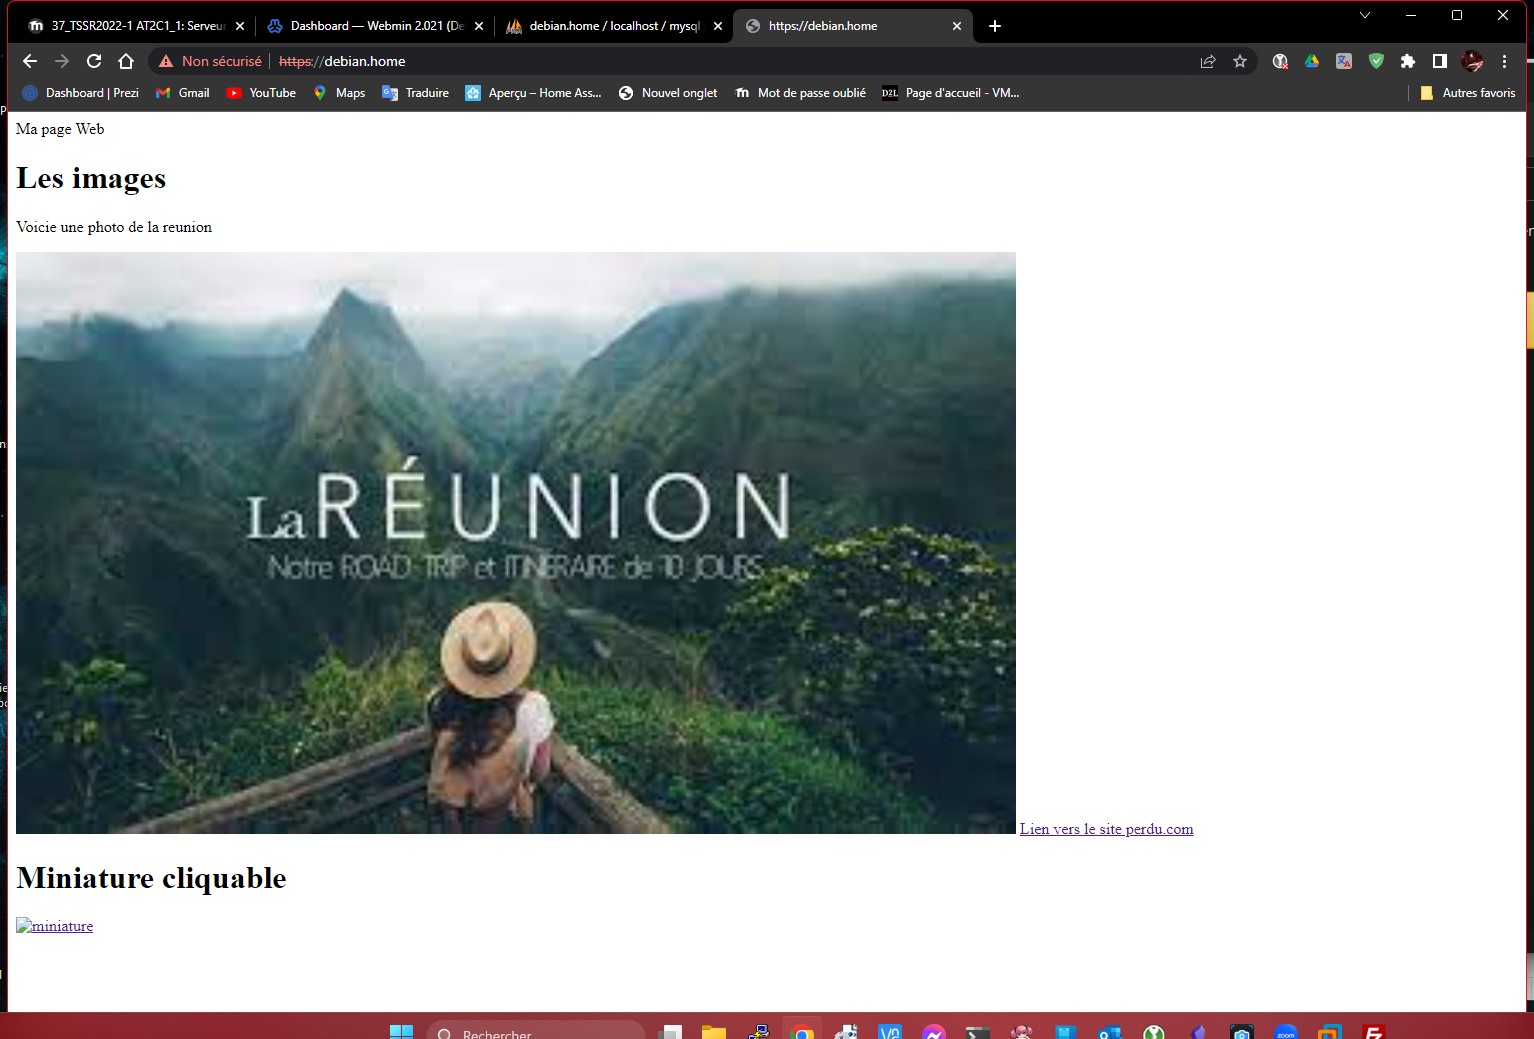 37_TSSR2022-1 AT2C1_1: Serveur
Dashboard — Webmin 2.021 (De
debian.home / localhost / mysql
https://debian.home
Non sécurisé
https://debian.home
Dashboard | Prezi
Gmail
YouTube
Maps
Traduire
Aperçu – Home Ass...
Nouvel onglet
Mot de passe oublié
D2L
Page d'accueil - VM...
Autres favoris
Ma page Web
Les images
Voicie une photo de la reunion
La RÉUNION
Notre ROAD TRIP et ITINÉRAIRE de 10 JOURS
Lien vers le site perdu.com
Miniature cliquable
miniature
Rechercher
zoom